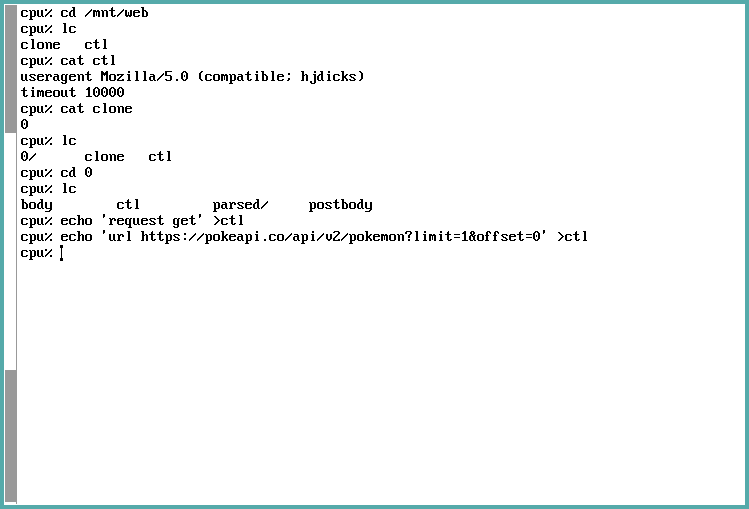 cpu% cd /mnt/web
cpu% lc
clone   ctl
cpu% cat ctl
useragent Mozilla/5.0 (compatible; hjdicks)
timeout 10000
cpu% cat clone
0
cpu% lc
0/      clone   ctl
cpu% cd 0
cpu% lc
body        ctl         parsed/     postbody
cpu% echo 'request get' >ctl
cpu% echo 'url https://pokeapi.co/api/v2/pokemon?limit=1&offset=0' >ctl
cpu%